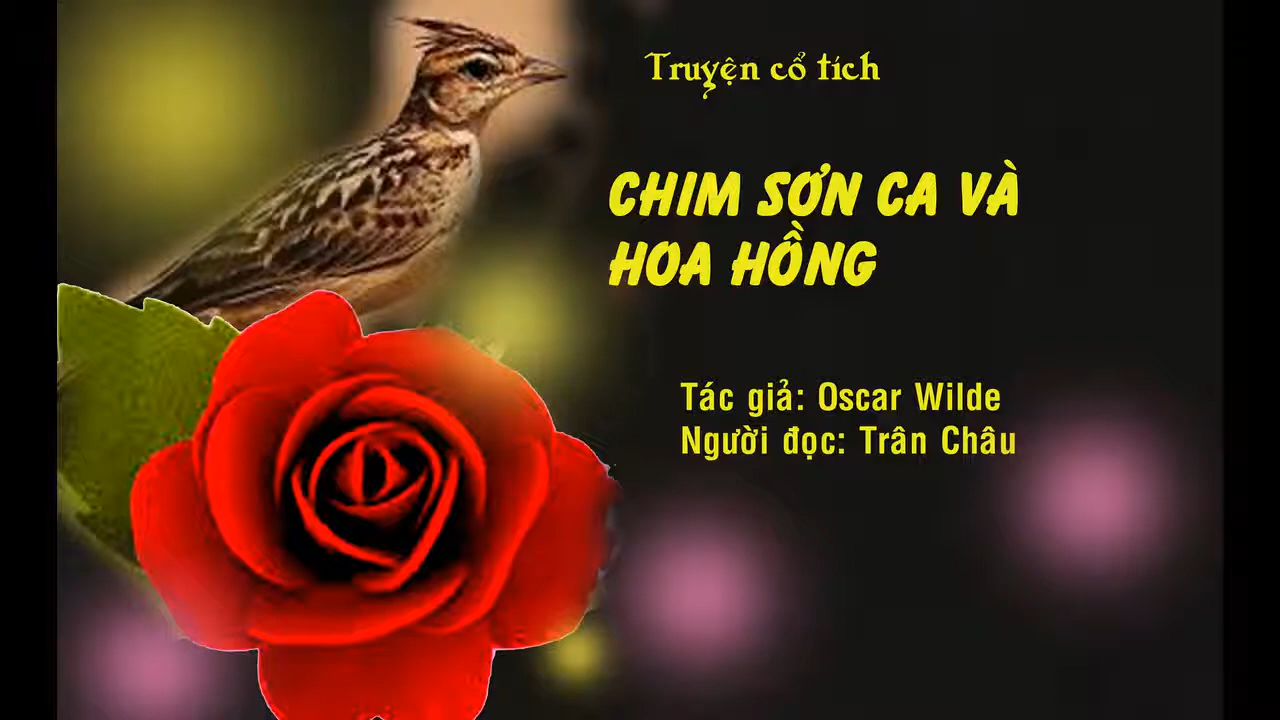 Truyện cổ tích
CHIM SƠN CA VÀ
HOA HỒNG
Tác giả: Oscar Wilde
Người đọc: Trân Châu